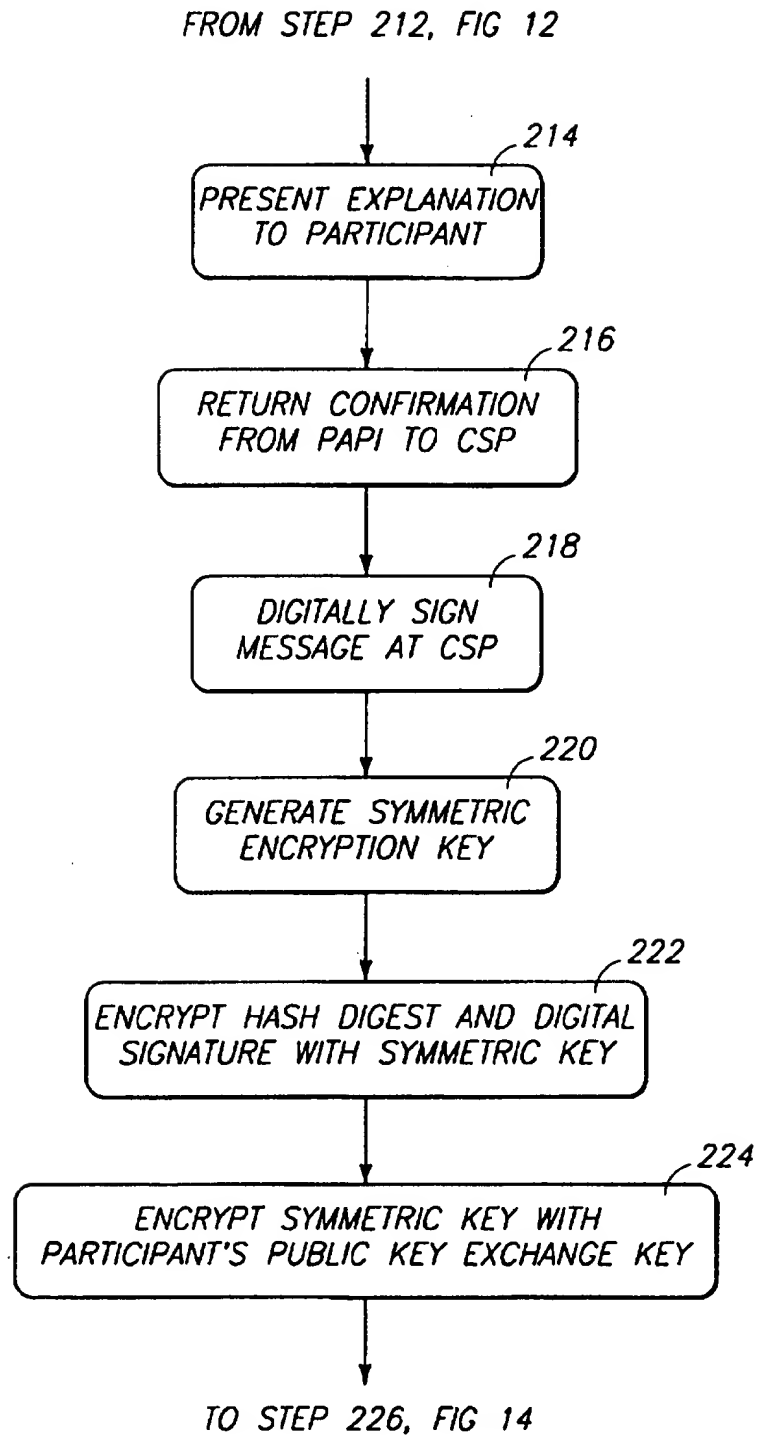 FROM STEP 212, FIG 12
214
PRESENT EXPLANATION
TO PARTICIPANT
216
RETURN CONFIRMATION
FROM PAPI TO CSP
218
DIGITALLY SIGN
MESSAGE AT CSP
220
GENERATE SYMMETRIC
ENCRYPTION KEY
222
ENCRYPT HASH DIGEST AND DIGITAL
SIGNATURE WITH SYMMETRIC KEY
224
ENCRYPT SYMMETRIC KEY WITH
PARTICIPANT'S PUBLIC KEY EXCHANGE KEY
TO STEP 226, FIG 14